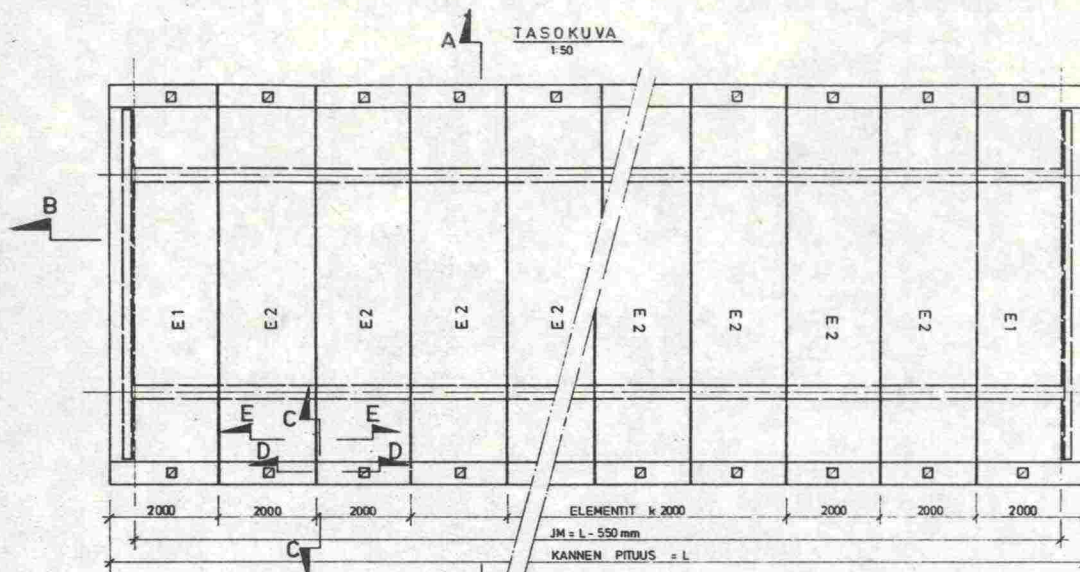 A
TASOKUVA
1:50
B
E1 E2 E2 E2 E2 E2 E2 E2 E2 E1
E C E
D D
2000 2000 2000 ELEMENTIT k 2000 2000 2000 2000
JM = L - 550 mm
C
KANNEN PITUUS = L